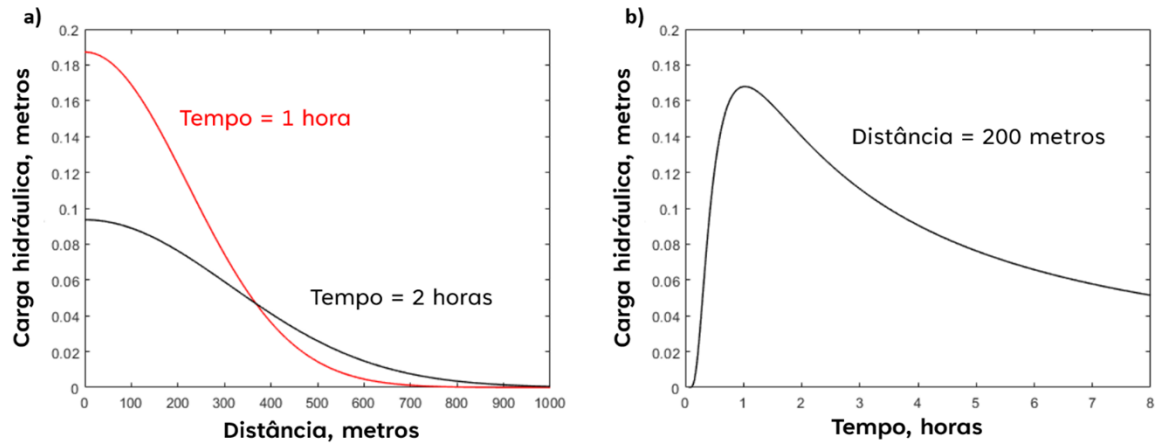 a)
Carga hidráulica, metros
0.2
0.18
0.16
0.14
0.12
0.1
0.08
0.06
0.04
0.02
0
Tempo = 1 hora
Tempo = 2 horas
0 100 200 300 400 500 600 700 800 900 1000
Distância, metros
b)
Carga hidráulica, metros
0.2
0.18
0.16
0.14
0.12
0.1
0.08
0.06
0.04
0.02
0
Distância = 200 metros
0 1 2 3 4 5 6 7 8
Tempo, horas